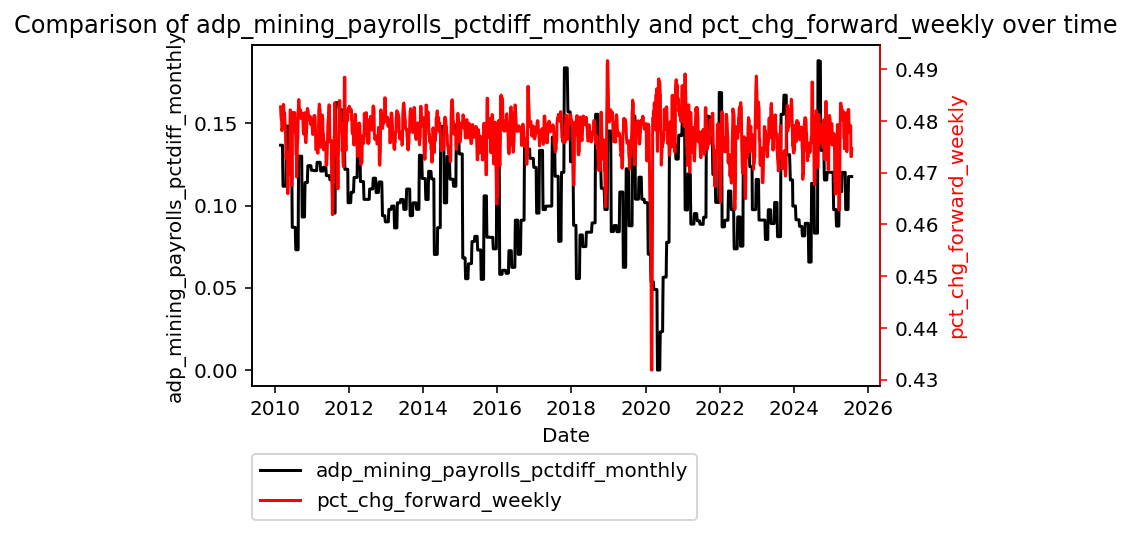 Comparison of adp_mining_payrolls_pctdiff_monthly and pct_chg_forward_weekly over time
adp_mining_payrolls_pctdiff_monthly
0.15
0.10
0.05
0.00
0.49
0.48
0.47
0.46
0.45
0.44
0.43
pct_chg_forward_weekly
2010 2012 2014 2016 2018 2020 2022 2024 2026
Date
adp_mining_payrolls_pctdiff_monthly
pct_chg_forward_weekly